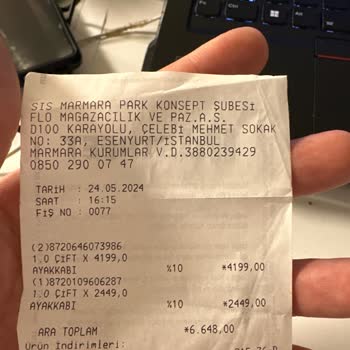 SIS MARMARA PARK KONSEPT ŞUBESİ
FLO MAGAZACILIK VE PAZ.A.S.
D100 KARAYOLU, ÇELEBİ MEHMET SOKAK
NO: 33A, ESENYURT/İSTANBUL
MARMARA KURUMLAR V.D.3880239429
0850 290 07 47
TARİH : 24.05.2024
SAAT : 16:15
FİŞ NO : 0077
(2)8720646073986
1.0 ÇİFT X 4199,0
AYAKKABI %10 *4199,00
(1)8720109606287
1.0 ÇİFT X 2449,0
AYAKKABI %10 *2449,00
ARA TOPLAM *6.648,00
Ürün İndirimleri: